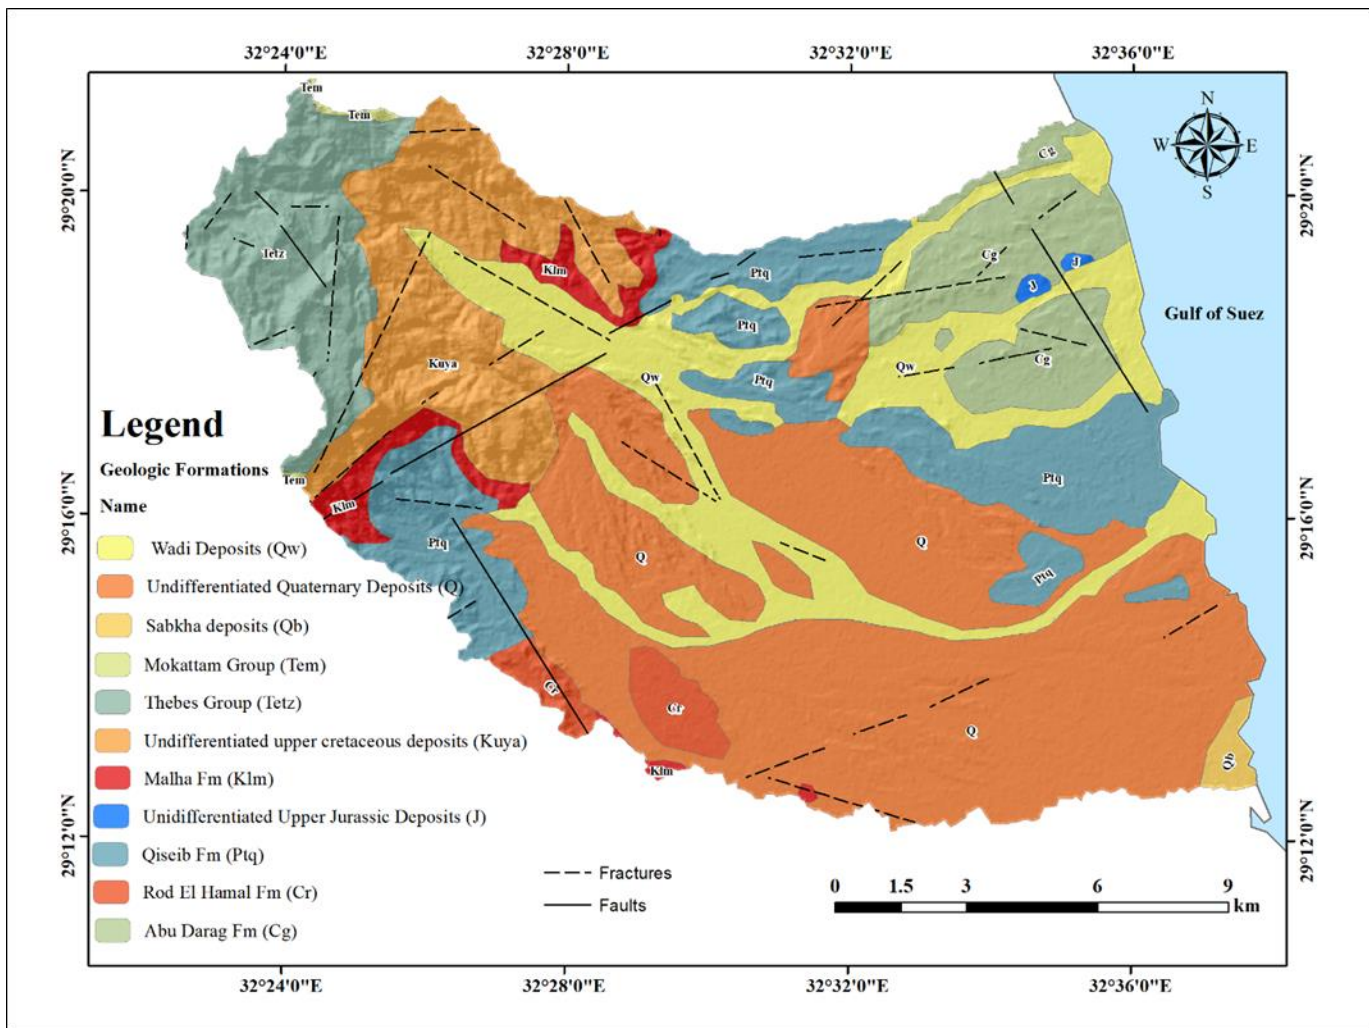 32°24'0"E
32°28'0"E
32°32'0"E
32°36'0"E
Tem
Tem
N
W E
S
Cg
29°20'0"N
29°20'0"N
Tetz
Klm
Ptq
Cg
J
J
Ptq
Gulf of Suez
Kuya
Qw
Ptq
Qw
Cg
Legend
Geologic Formations
Tem
Ptq
Name
Klm
29°16'0"N
29°16'0"N
Ptq
Q
Q
Ptq
Wadi Deposits (Qw)
Undifferentiated Quaternary Deposits (Q)
Sabkha deposits (Qb)
Mokattam Group (Tem)
Thebes Group (Tetz)
Undifferentiated upper cretaceous deposits (Kuya)
Malha Fm (Klm)
Unidifferentiated Upper Jurassic Deposits (J)
Qiseib Fm (Ptq)
Rod El Hamal Fm (Cr)
Abu Darag Fm (Cg)
Cr
Cr
Q
Klm
Qb
29°12'0"N
29°12'0"N
Fractures
Faults
0 1.5 3 6 9
km
32°24'0"E
32°28'0"E
32°32'0"E
32°36'0"E